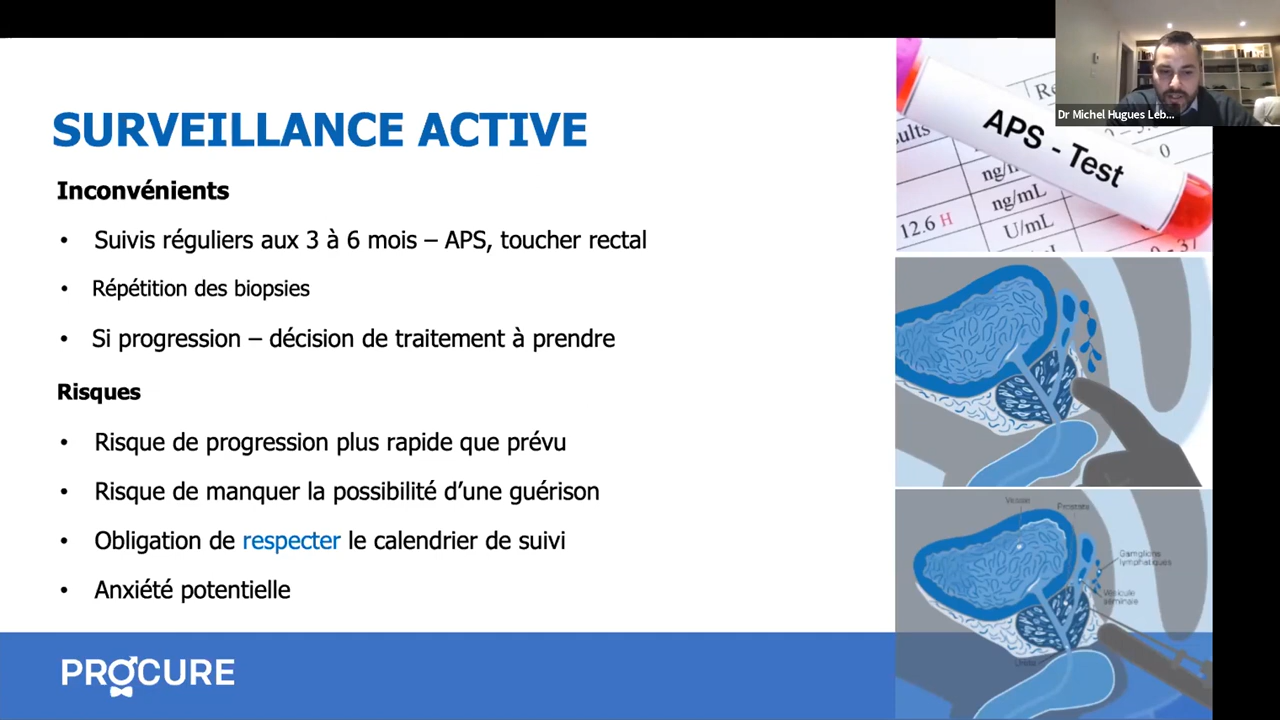 SURVEILLANCE ACTIVE
Inconvénients
• Suivis réguliers aux 3 à 6 mois – APS, toucher rectal
• Répétition des biopsies
• Si progression – décision de traitement à prendre
Risques
• Risque de progression plus rapide que prévu
• Risque de manquer la possibilité d’une guérison
• Obligation de respecter le calendrier de suivi
• Anxiété potentielle
PROCURE
Dr Michel Hugues Leb...
APS - Test
sults
ng/mL
12.6 H
U/mL
0
Vessie
Prostate
Ganglions
lymphatiques
Vésicule
séminale